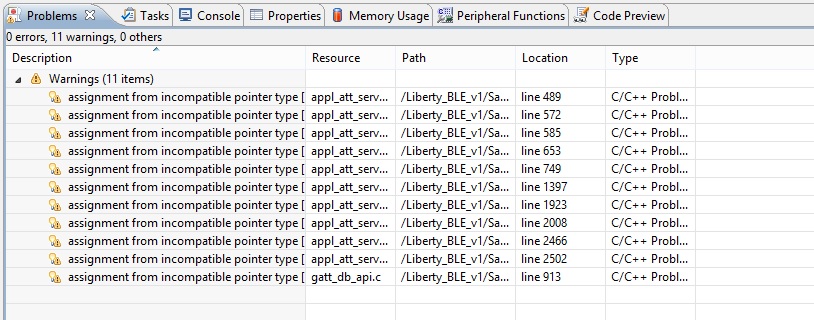 Problems Tasks Console Properties Memory Usage Peripheral Functions Code Preview
0 errors, 11 warnings, 0 others
Description Resource Path Location Type
Warnings (11 items)
assignment from incompatible pointer type [ appl_att_serv... /Liberty_BLE_v1/Sa... line 489 C/C++ Probl...
assignment from incompatible pointer type [ appl_att_serv... /Liberty_BLE_v1/Sa... line 572 C/C++ Probl...
assignment from incompatible pointer type [ appl_att_serv... /Liberty_BLE_v1/Sa... line 585 C/C++ Probl...
assignment from incompatible pointer type [ appl_att_serv... /Liberty_BLE_v1/Sa... line 653 C/C++ Probl...
assignment from incompatible pointer type [ appl_att_serv... /Liberty_BLE_v1/Sa... line 749 C/C++ Probl...
assignment from incompatible pointer type [ appl_att_serv... /Liberty_BLE_v1/Sa... line 1397 C/C++ Probl...
assignment from incompatible pointer type [ appl_att_serv... /Liberty_BLE_v1/Sa... line 1923 C/C++ Probl...
assignment from incompatible pointer type [ appl_att_serv... /Liberty_BLE_v1/Sa... line 2008 C/C++ Probl...
assignment from incompatible pointer type [ appl_att_serv... /Liberty_BLE_v1/Sa... line 2466 C/C++ Probl...
assignment from incompatible pointer type [ appl_att_serv... /Liberty_BLE_v1/Sa... line 2502 C/C++ Probl...
assignment from incompatible pointer type [ gatt_db_api.c /Liberty_BLE_v1/Sa... line 913 C/C++ Probl...